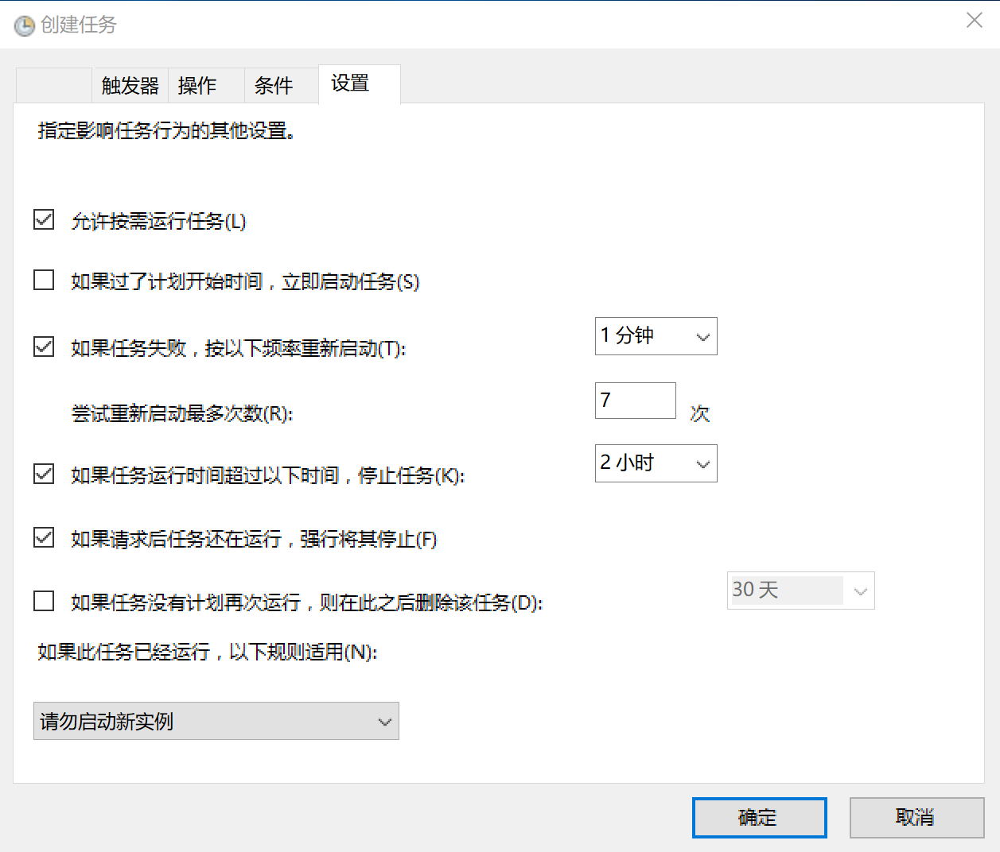 创建任务
触发器 操作 条件 设置
指定影响任务行为的其他设置。
允许按需运行任务(L)
如果过了计划开始时间，立即启动任务(S)
如果任务失败，按以下频率重新启动(T): 1 分钟
尝试重新启动最多次数(R): 7 次
如果任务运行时间超过以下时间，停止任务(K): 2 小时
如果请求后任务还在运行，强行将其停止(F)
如果任务没有计划再次运行，则在此之后删除该任务(D): 30 天
如果此任务已经运行，以下规则适用(N):
请勿启动新实例
确定 取消